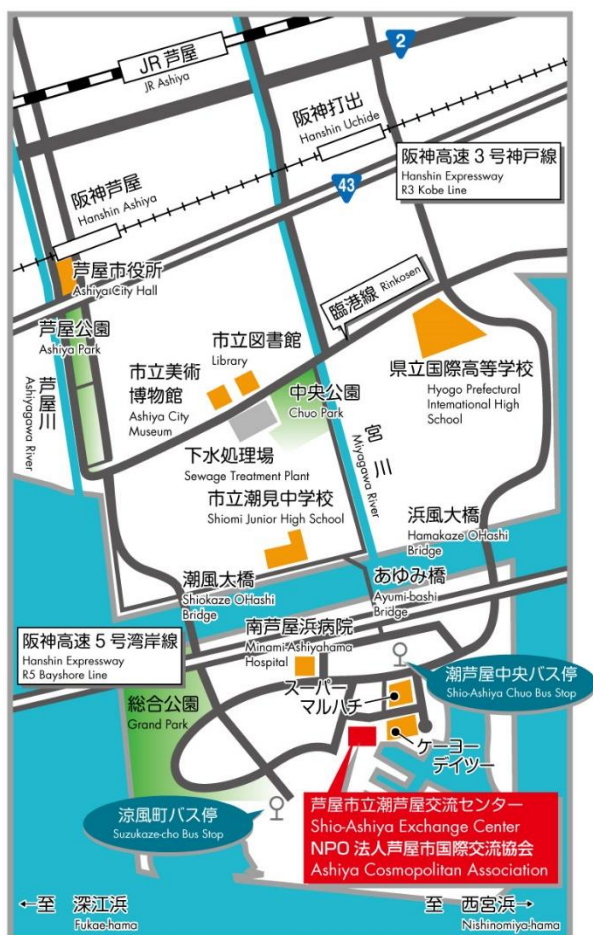 JR 芦屋
JR Ashiya
2
阪神打出
Hanshin Uchide
阪神高速 3 号神戸線
Hanshin Expressway
R3 Kobe Line
阪神芦屋
Hanshin Ashiya
43
芦屋市役所
Ashiya City Hall
臨港線 Rinkosen
芦屋公園
Ashiya Park
市立図書館
Library
市立美術
博物館
Ashiya City
Museum
県立国際高等学校
Hyogo Prefectural
International High
School
中央公園
Chuo Park
芦屋川
Ashiyagawa River
宮川
Miyagawa River
下水処理場
Sewage Treatment Plant
市立潮見中学校
Shiomi Junior High School
浜風大橋
Hamakaze OHashi
Bridge
潮風大橋
Shiokaze OHashi
Bridge
あゆみ橋
Ayumi-bashi
Bridge
阪神高速 5 号湾岸線
Hanshin Expressway
R5 Bayshore Line
南芦屋浜病院
Minami Ashiyahama
Hospital
潮芦屋中央バス停
Shio-Ashiya Chuo Bus Stop
スーパー
マルハチ
総合公園
Grand Park
ケーヨー
デイツー
涼風町バス停
Suzukaze-cho Bus Stop
芦屋市立潮芦屋交流センター
Shio-Ashiya Exchange Center
NPO 法人芦屋市国際交流協会
Ashiya Cosmopolitan Association
←至 深江浜
Fukae-hama
至 西宮浜→
Nishinomiya-hama